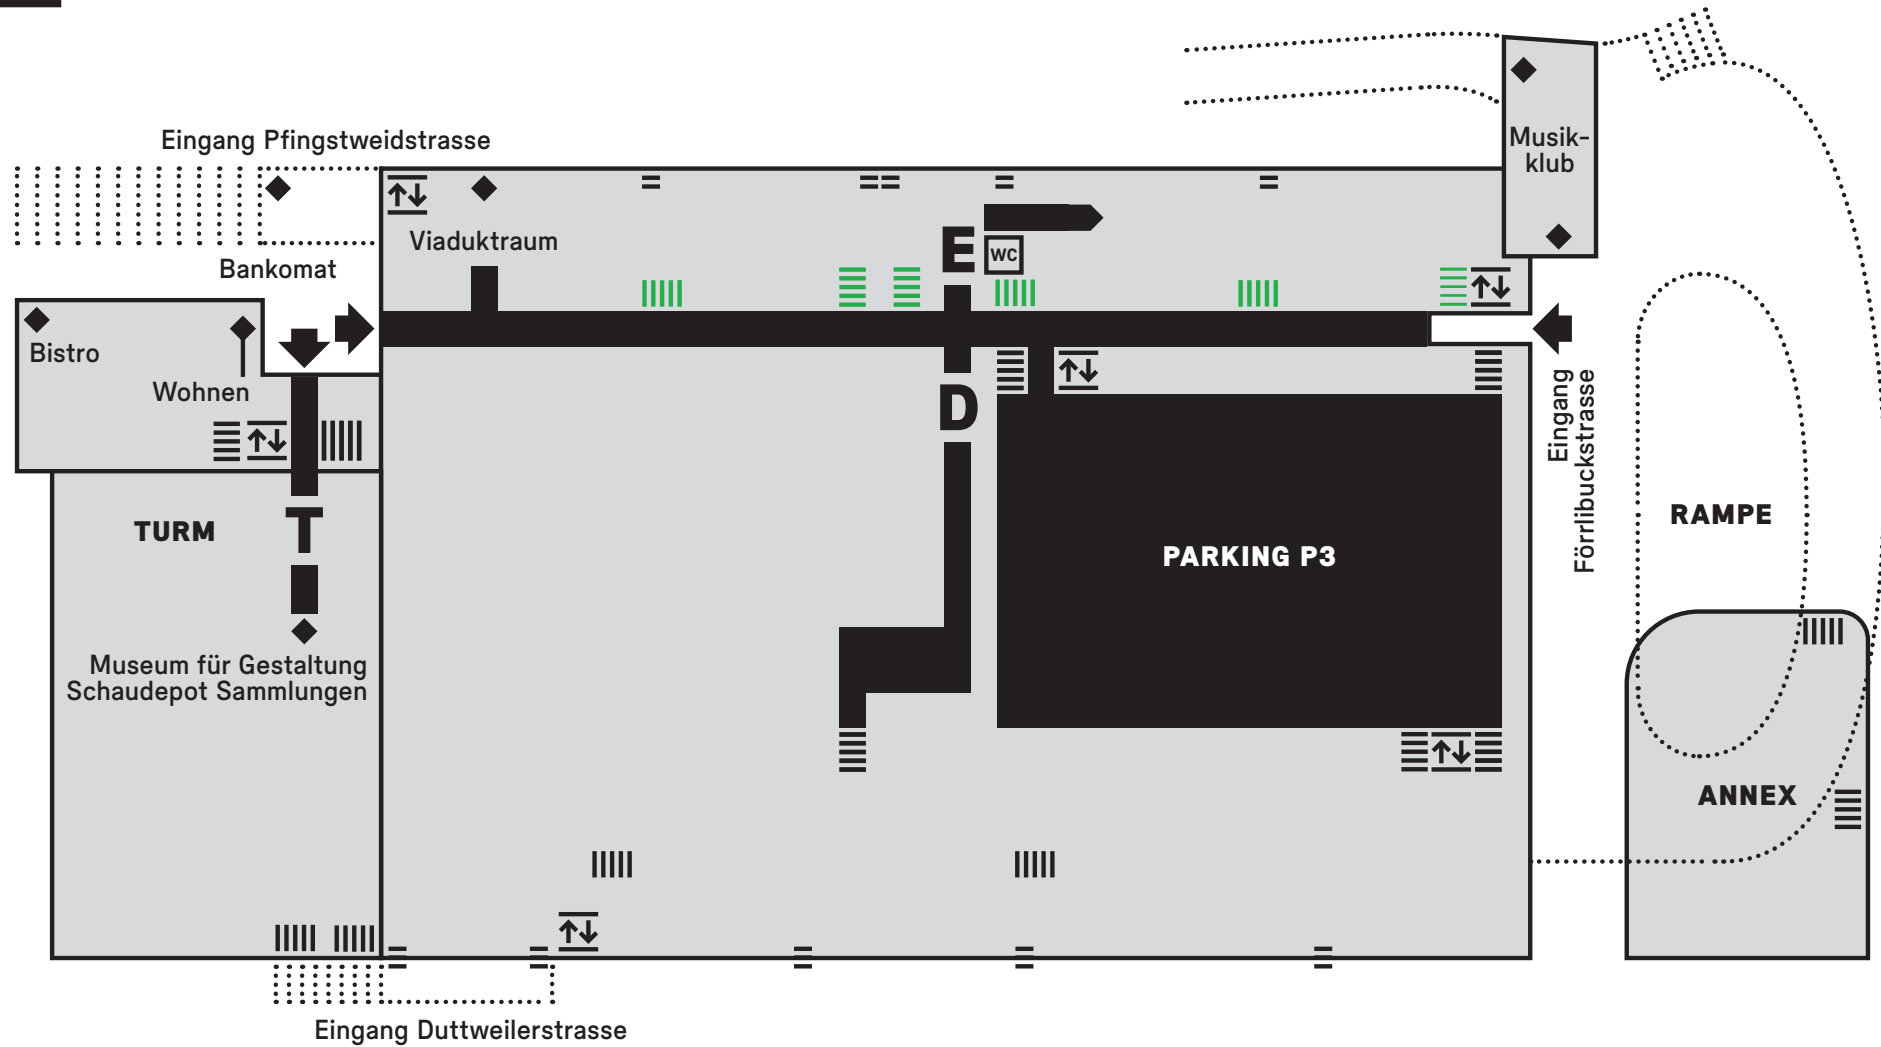 Eingang Pfingstweidstrasse
Musik-
klub
Viaduktraum
E
WC
Bankomat
Bistro
Wohnen
D
Eingang
Förrlibuckstrasse
TURM
T
RAMPE
PARKING P3
Museum für Gestaltung
Schaudepot Sammlungen
ANNEX
Eingang Duttweilerstrasse